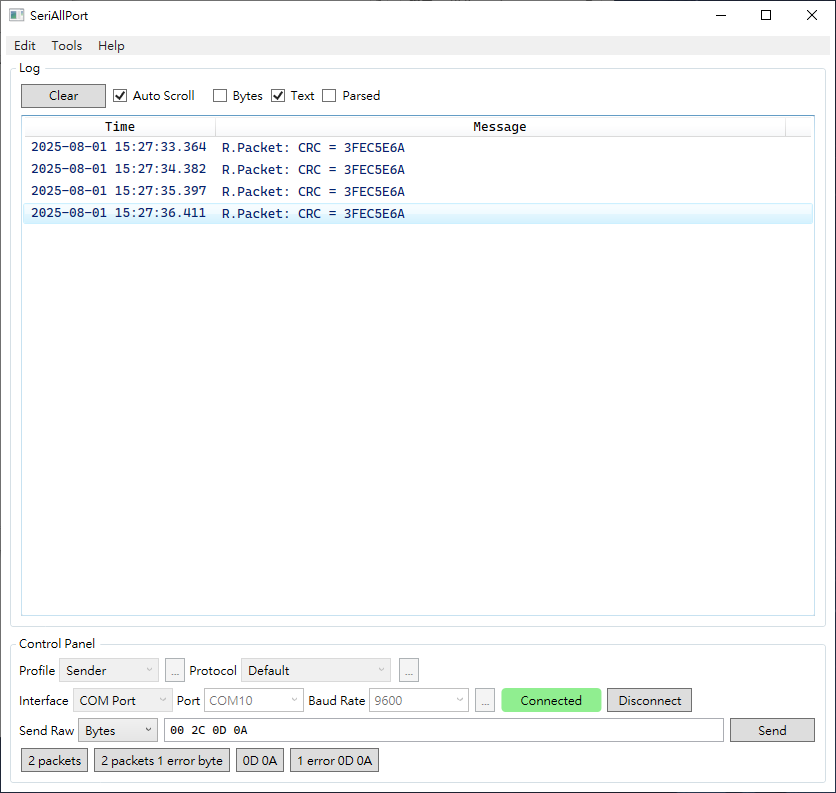 SeriAllPort
Edit Tools Help
Log
Clear Auto Scroll Bytes Text Parsed
Time Message
2025-08-01 15:27:33.364 R.Packet: CRC = 3FEC5E6A
2025-08-01 15:27:34.382 R.Packet: CRC = 3FEC5E6A
2025-08-01 15:27:35.397 R.Packet: CRC = 3FEC5E6A
2025-08-01 15:27:36.411 R.Packet: CRC = 3FEC5E6A
Control Panel
Profile Sender ... Protocol Default ...
Interface COM Port Port COM10 Baud Rate 9600 ... Connected Disconnect
Send Raw Bytes 00 2C 0D 0A Send
2 packets 2 packets 1 error byte 0D 0A 1 error 0D 0A